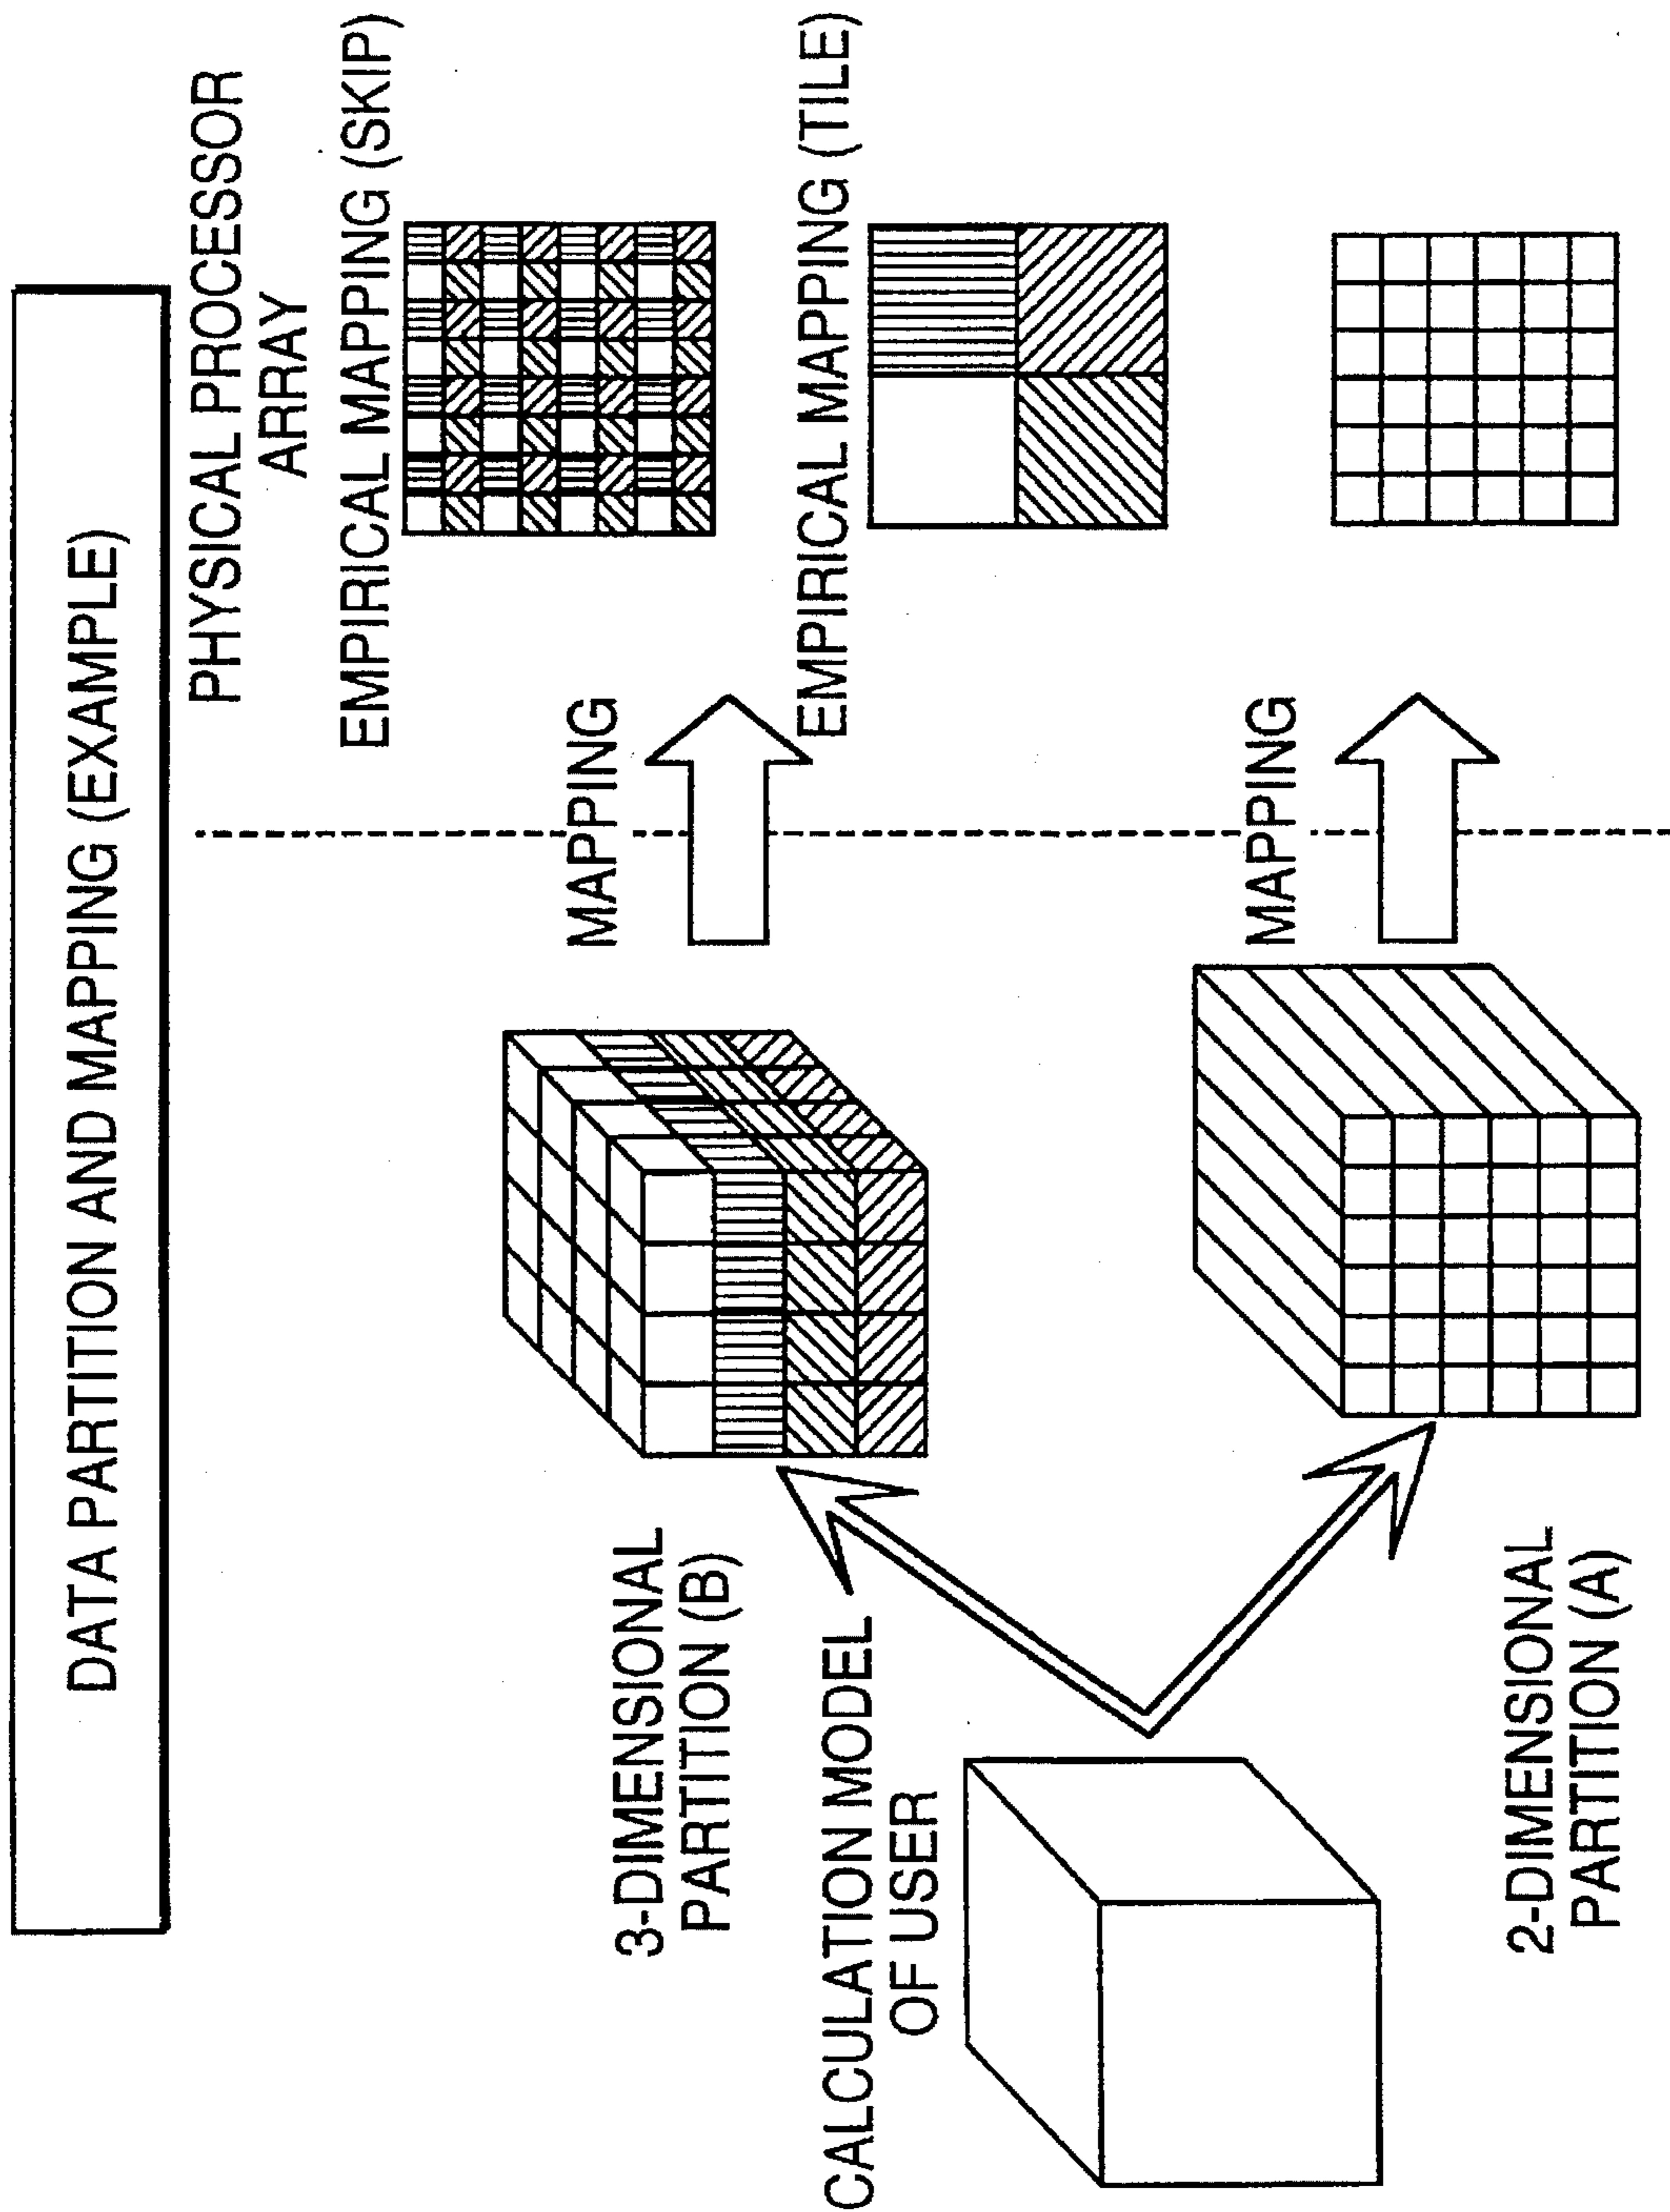 DATA PARTITION AND MAPPING (EXAMPLE)
PHYSICAL PROCESSOR
ARRAY
EMPIRICAL MAPPING (SKIP)
MAPPING
3-DIMENSIONAL
PARTITION (B)
EMPIRICAL MAPPING (TILE)
CALCULATION MODEL
OF USER
MAPPING
2-DIMENSIONAL
PARTITION (A)